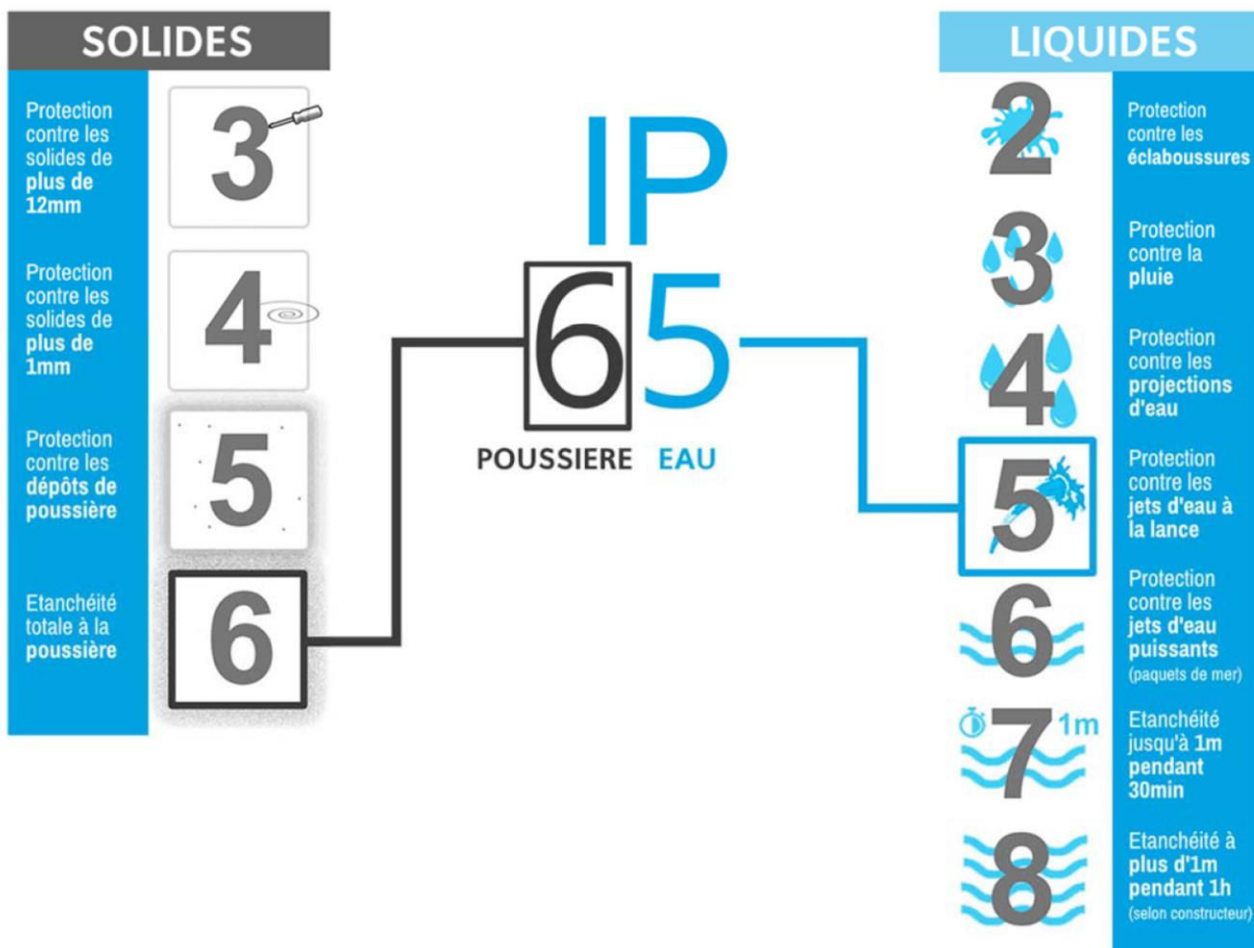 SOLIDES
Protection
contre les
solides de
plus de
12mm
3
Protection
contre les
solides de
plus de
1mm
4
Protection
contre les
dépôts de
poussière
5
Etanchéité
totale à la
poussière
6
IP
65
POUSSIERE EAU
LIQUIDES
2
Protection
contre les
éclaboussures
3
Protection
contre la
pluie
4
Protection
contre les
projections
d'eau
5
Protection
contre les
jets d'eau à
la lance
6
Protection
contre les
jets d'eau
puissants
(paquets de mer)
7 1m
Etanchéité
jusqu'à 1m
pendant
30min
8
Etanchéité à
plus d'1m
pendant 1h
(selon constructeur)